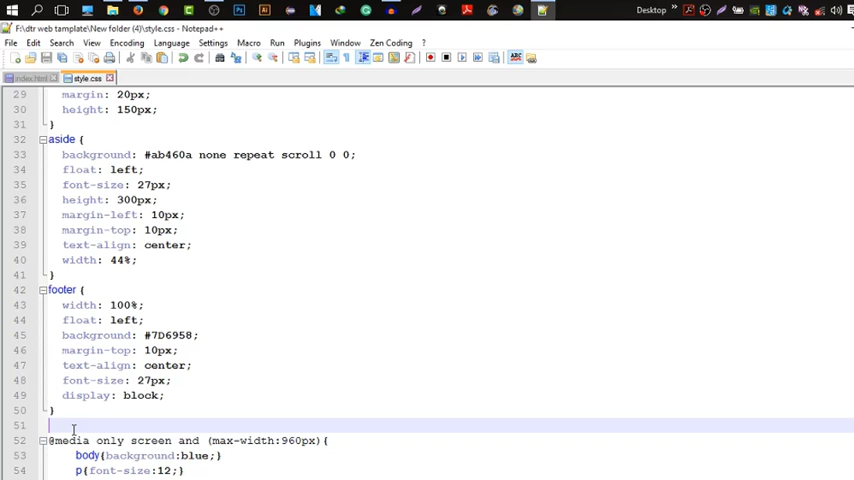 F:\dtr web tamplate\New folder (4)\style.css - Notepad++
Desktop
File Edit Search View Encoding Language Settings Macro Run Plugins Window Zen Coding ?
index.html style.css
29 margin: 20px;
30 height: 150px;
31 }
32 aside {
33 background: #ab460a none repeat scroll 0 0;
34 float: left;
35 font-size: 27px;
36 height: 300px;
37 margin-left: 10px;
38 margin-top: 10px;
39 text-align: center;
40 width: 44%;
41 }
42 footer {
43 width: 100%;
44 float: left;
45 background: #7D6958;
46 margin-top: 10px;
47 text-align: center;
48 font-size: 27px;
49 display: block;
50 }
51
52 @media only screen and (max-width:960px){
53 body{background:blue;}
54 p{font-size:12;}